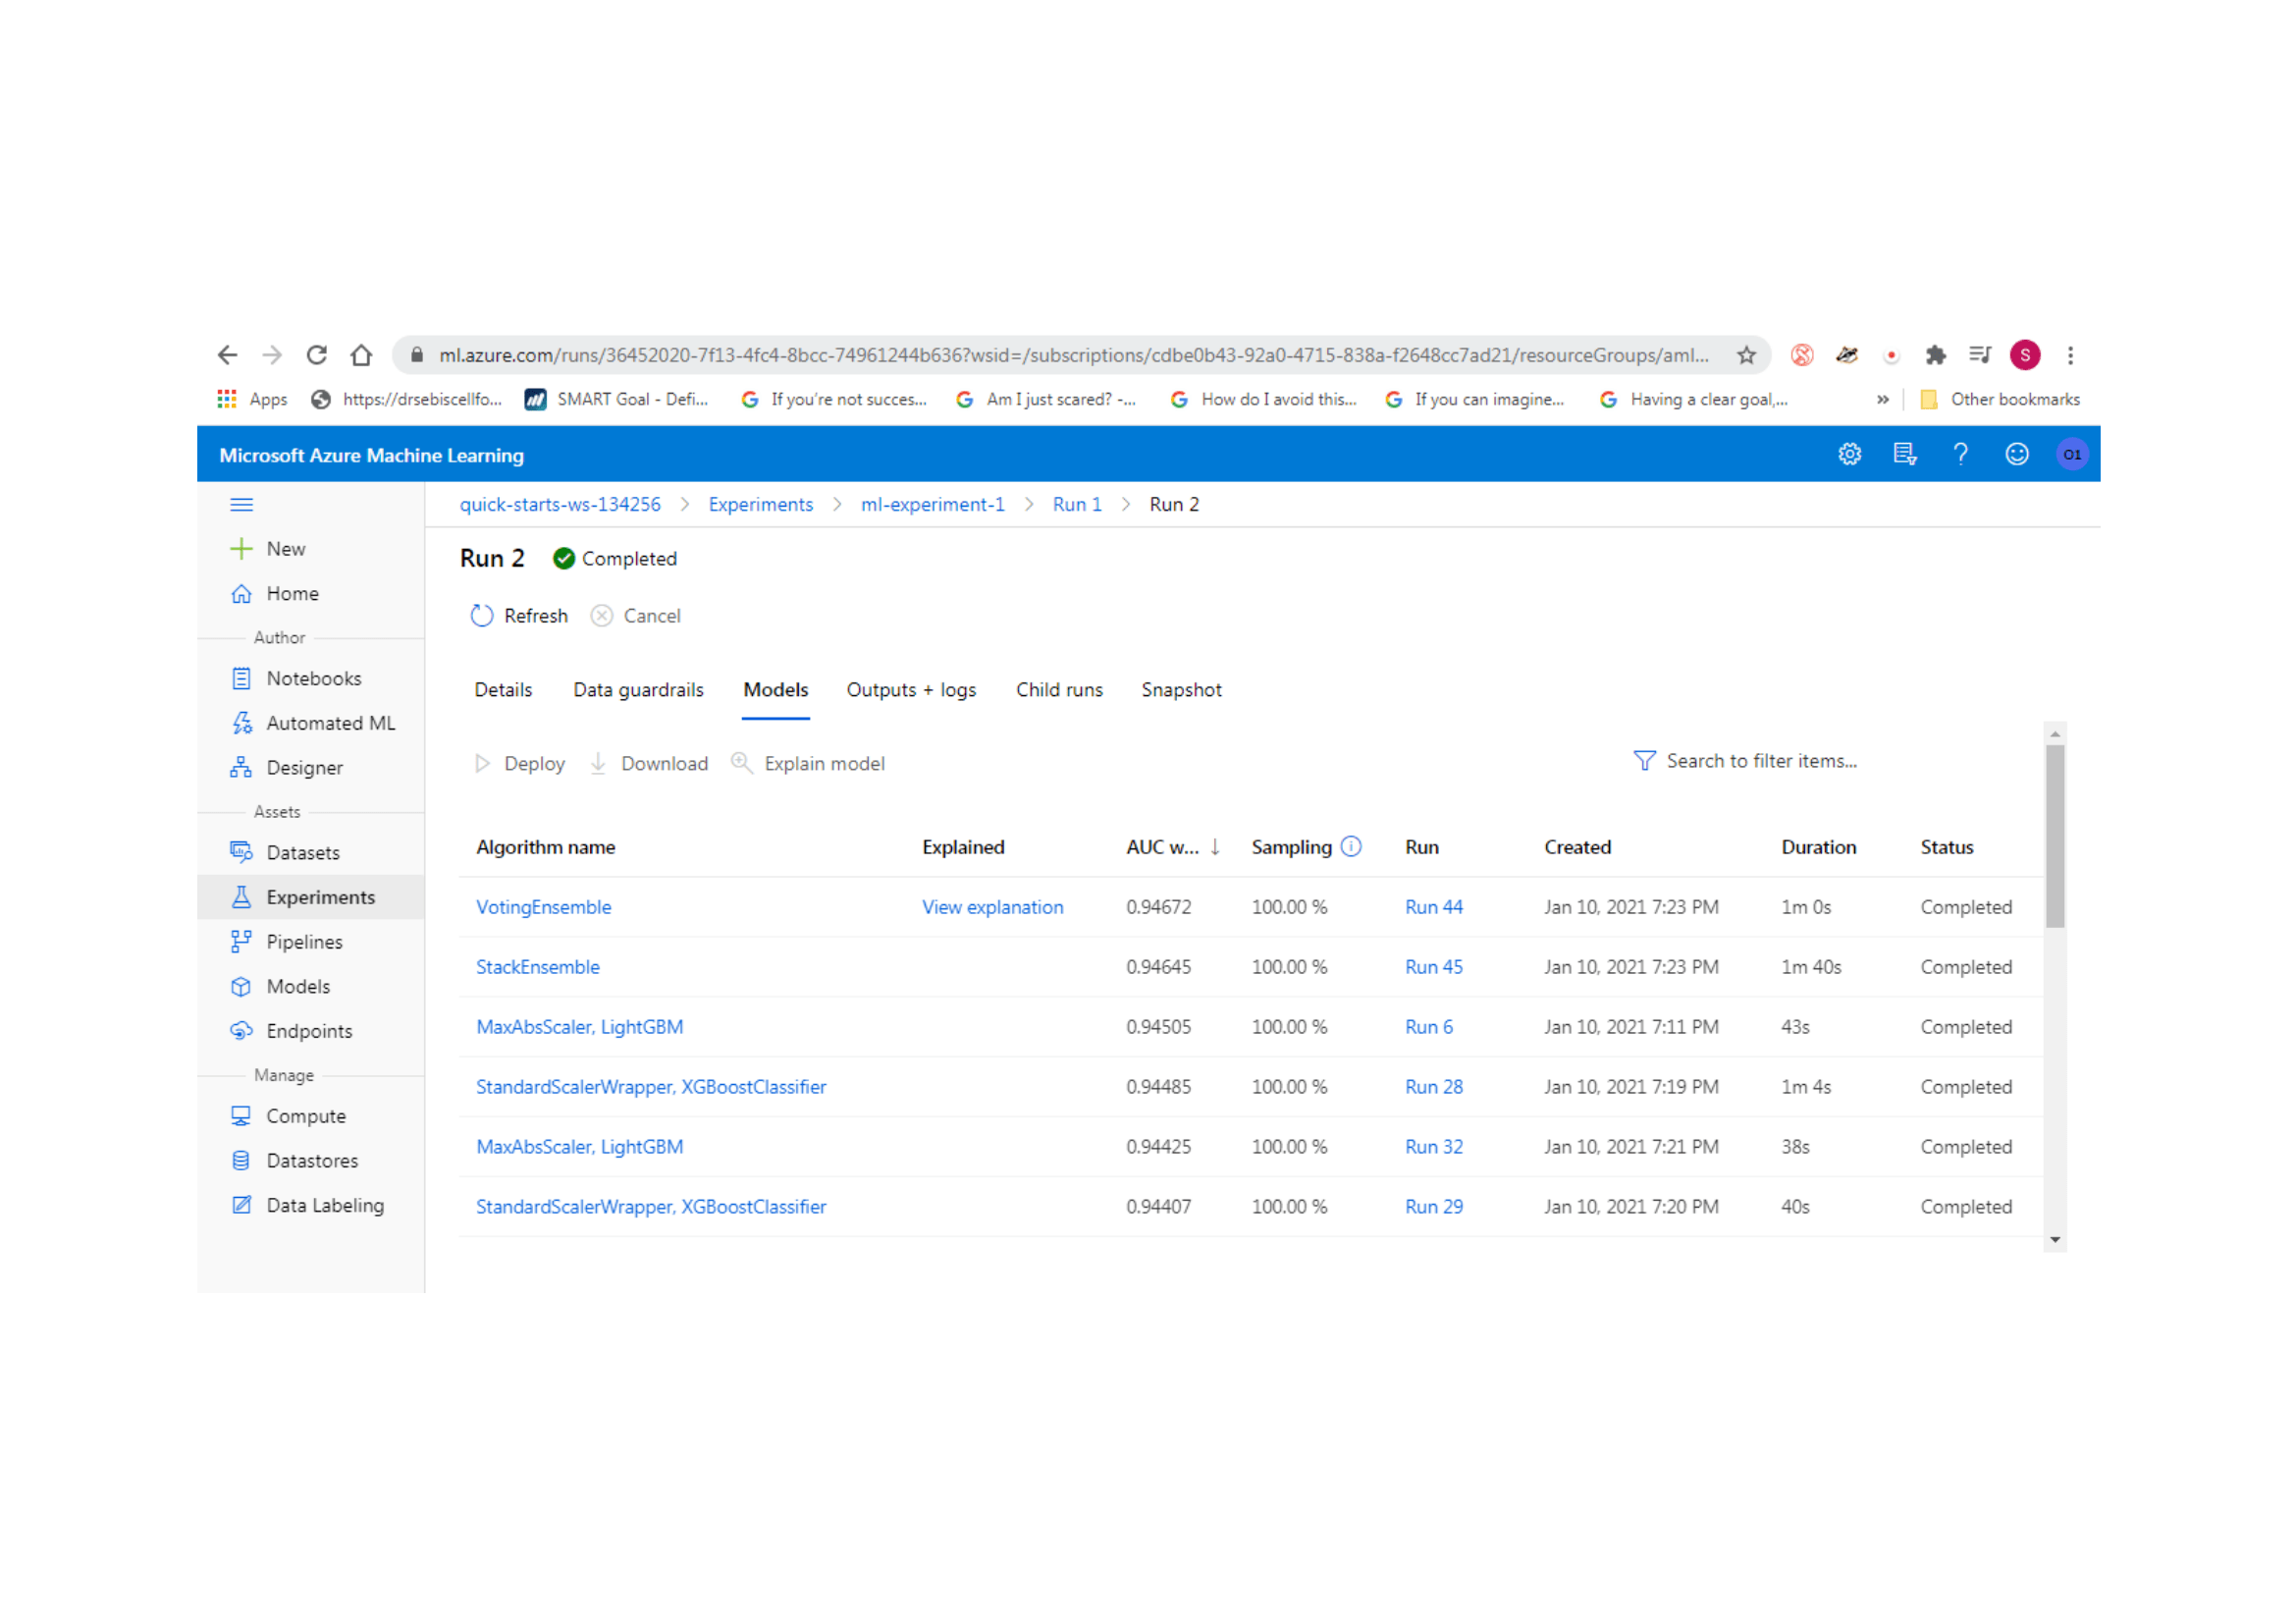 ml.azure.com/runs/36452020-7f13-4fc4-8bcc-74961244b636?wsid=/subscriptions/cdbe0b43-92a0-4715-838a-f2648cc7ad21/resourceGroups/aml... S
Apps https://drsebiscellfo... SMART Goal - Defi... If you're not succes... Am I just scared? -... How do I avoid this... If you can imagine... Having a clear goal,... » Other bookmarks
Microsoft Azure Machine Learning ? O1
quick-starts-ws-134256 > Experiments > ml-experiment-1 > Run 1 > Run 2
New
Home
Author
Notebooks
Automated ML
Designer
Assets
Datasets
Experiments
Pipelines
Models
Endpoints
Manage
Compute
Datastores
Data Labeling
Run 2 Completed
Refresh Cancel
Details Data guardrails Models Outputs + logs Child runs Snapshot
Deploy Download Explain model Search to filter items...
Algorithm name Explained AUC w... ↓ Sampling Run Created Duration Status
VotingEnsemble View explanation 0.94672 100.00 % Run 44 Jan 10, 2021 7:23 PM 1m 0s Completed
StackEnsemble 0.94645 100.00 % Run 45 Jan 10, 2021 7:23 PM 1m 40s Completed
MaxAbsScaler, LightGBM 0.94505 100.00 % Run 6 Jan 10, 2021 7:11 PM 43s Completed
StandardScalerWrapper, XGBoostClassifier 0.94485 100.00 % Run 28 Jan 10, 2021 7:19 PM 1m 4s Completed
MaxAbsScaler, LightGBM 0.94425 100.00 % Run 32 Jan 10, 2021 7:21 PM 38s Completed
StandardScalerWrapper, XGBoostClassifier 0.94407 100.00 % Run 29 Jan 10, 2021 7:20 PM 40s Completed